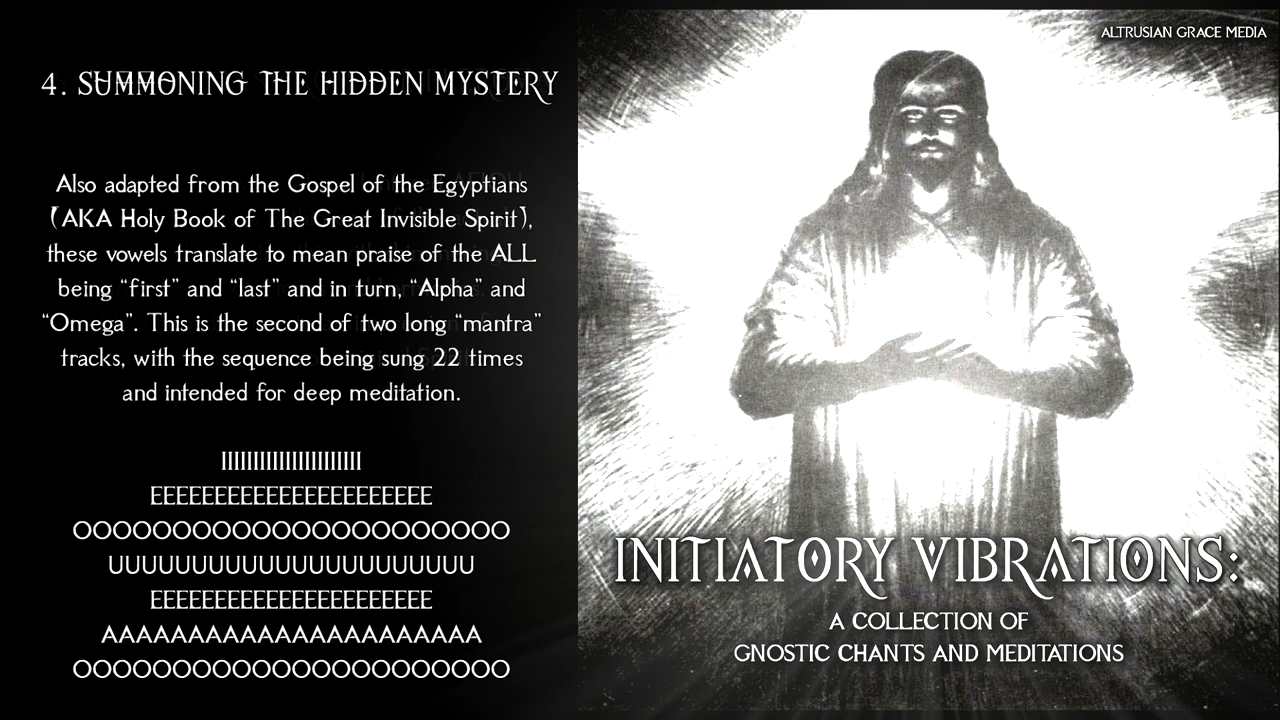 4. SUMMONING THE HIDDEN MYSTERY
Also adapted from the Gospel of the Egyptians
(AKA Holy Book of The Great Invisible Spirit),
these vowels translate to mean praise of the ALL
being “first” and “last” and in turn, “Alpha” and
“Omega”. This is the second of two long “mantra”
tracks, with the sequence being sung 22 times
and intended for deep meditation.
IIIIIIIIIIIIIIIIIIIIII
EEEEEEEEEEEEEEEEEEEEEE
OOOOOOOOOOOOOOOOOOOOOO
UUUUUUUUUUUUUUUUUUUUUU
EEEEEEEEEEEEEEEEEEEEEE
AAAAAAAAAAAAAAAAAAAAAA
OOOOOOOOOOOOOOOOOOOOOO
ALTRUSIAN GRACE MEDIA
INITIATORY VIBRATIONS:
A COLLECTION OF
GNOSTIC CHANTS AND MEDITATIONS